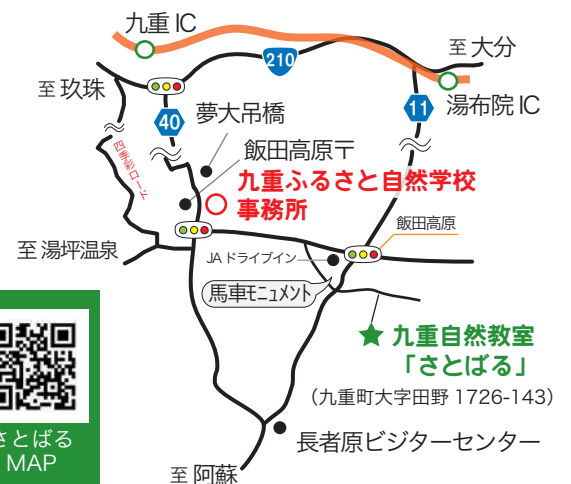 九重 IC
至 大分
210
至 玖珠
湯布院 IC
40
夢大吊橋
11
飯田高原〒
四季彩ロード
九重ふるさと自然学校
事務所
飯田高原
至 湯坪温泉
JA ドライブイン
馬車モニュメント
九重自然教室
「さとばる」
（九重町大字田野 1726-143）
さとばる
MAP
長者原ビジターセンター
至 阿蘇